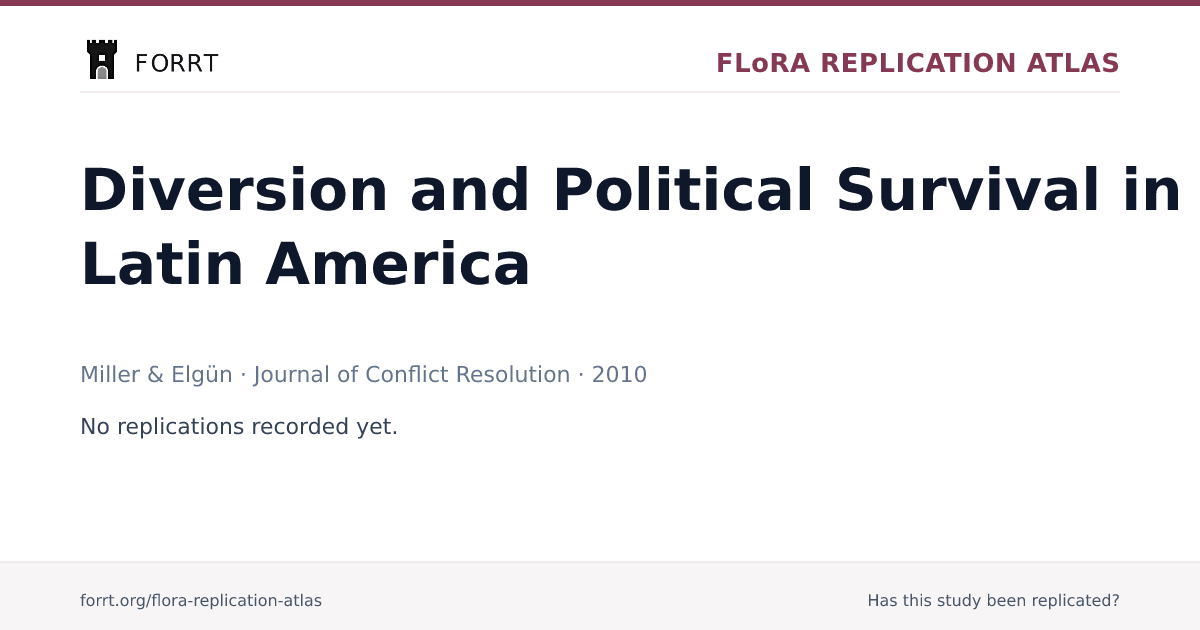 FORRT
FLoRA REPLICATION ATLAS
Diversion and Political Survival in
Latin America
Miller & Elgün · Journal of Conflict Resolution · 2010
No replications recorded yet.
forrt.org/flora-replication-atlas
Has this study been replicated?